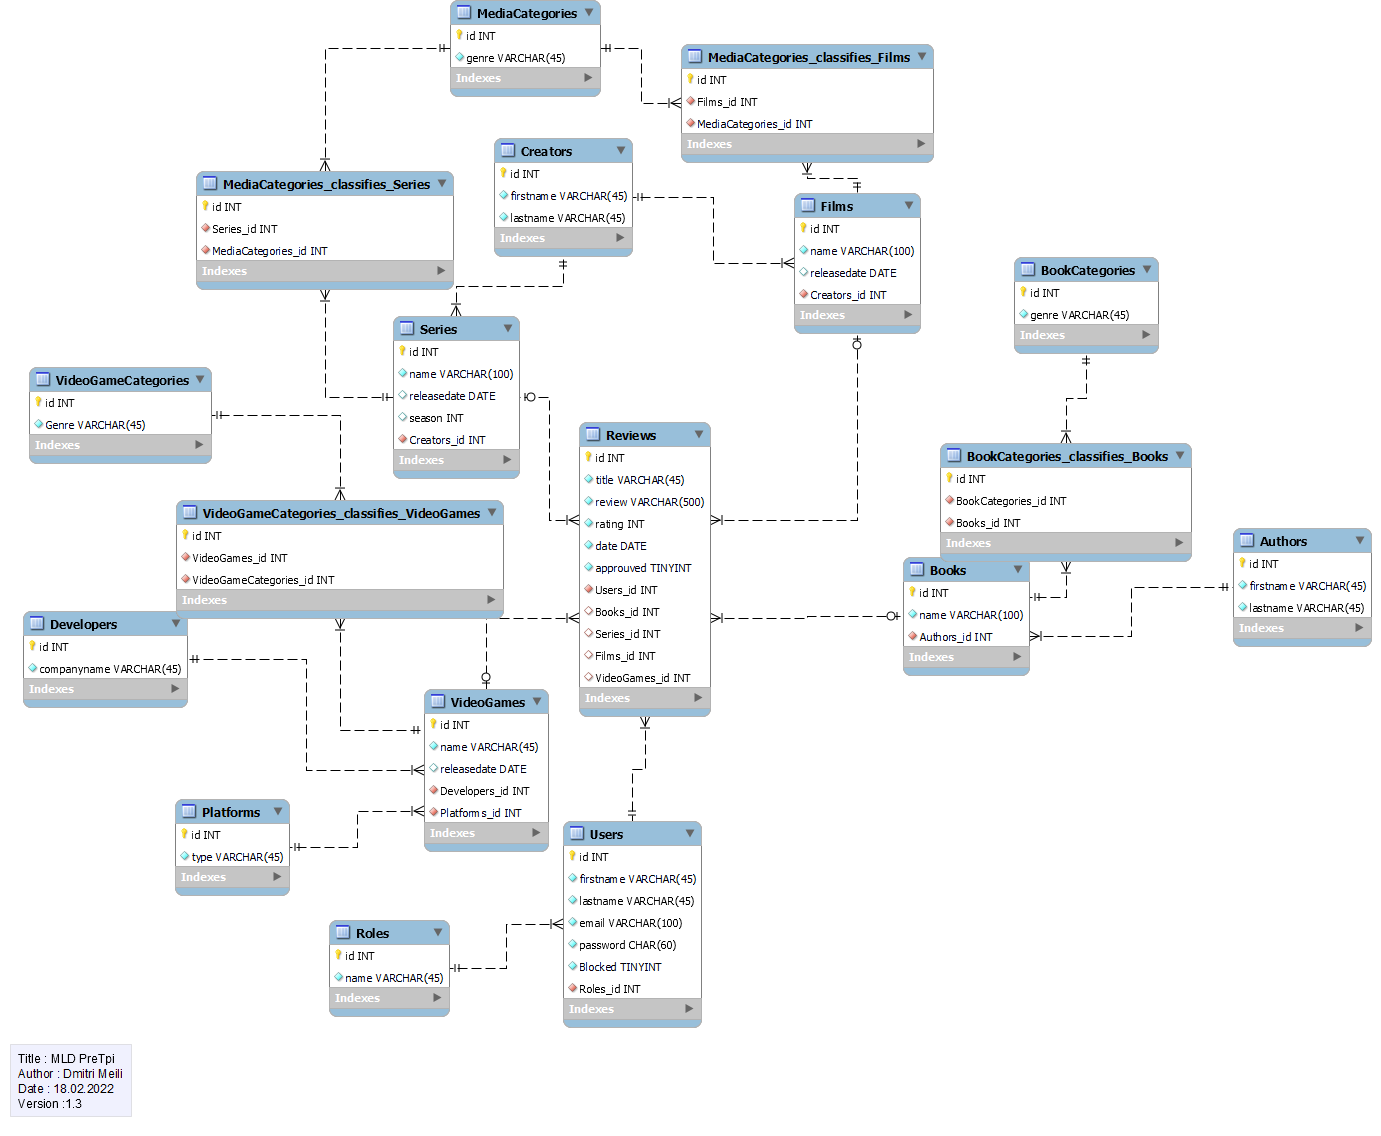 MediaCategories
id INT
genre VARCHAR(45)
Indexes
MediaCategories_classifies_Films
id INT
Films_id INT
MediaCategories_id INT
Indexes
Creators
id INT
firstname VARCHAR(45)
lastname VARCHAR(45)
Indexes
MediaCategories_classifies_Series
id INT
Series_id INT
MediaCategories_id INT
Indexes
Films
id INT
name VARCHAR(100)
releasedate DATE
Creators_id INT
Indexes
BookCategories
id INT
genre VARCHAR(45)
Indexes
Series
id INT
name VARCHAR(100)
releasedate DATE
season INT
Creators_id INT
Indexes
VideoGameCategories
id INT
Genre VARCHAR(45)
Indexes
Reviews
id INT
title VARCHAR(45)
review VARCHAR(500)
rating INT
date DATE
approuved TINYINT
Users_id INT
Books_id INT
Series_id INT
Films_id INT
VideoGames_id INT
Indexes
BookCategories_classifies_Books
id INT
BookCategories_id INT
Books_id INT
Indexes
VideoGameCategories_classifies_VideoGames
id INT
VideoGames_id INT
VideoGameCategories_id INT
Indexes
Authors
id INT
firstname VARCHAR(45)
lastname VARCHAR(45)
Indexes
Books
id INT
name VARCHAR(100)
Authors_id INT
Indexes
Developers
id INT
companyname VARCHAR(45)
Indexes
VideoGames
id INT
name VARCHAR(45)
releasedate DATE
Developers_id INT
Platforms_id INT
Indexes
Platforms
id INT
type VARCHAR(45)
Indexes
Users
id INT
firstname VARCHAR(45)
lastname VARCHAR(45)
email VARCHAR(100)
password CHAR(60)
Blocked TINYINT
Roles_id INT
Indexes
Roles
id INT
name VARCHAR(45)
Indexes
Title : MLD PreTpi
Author : Dmitri Meili
Date : 18.02.2022
Version :1.3